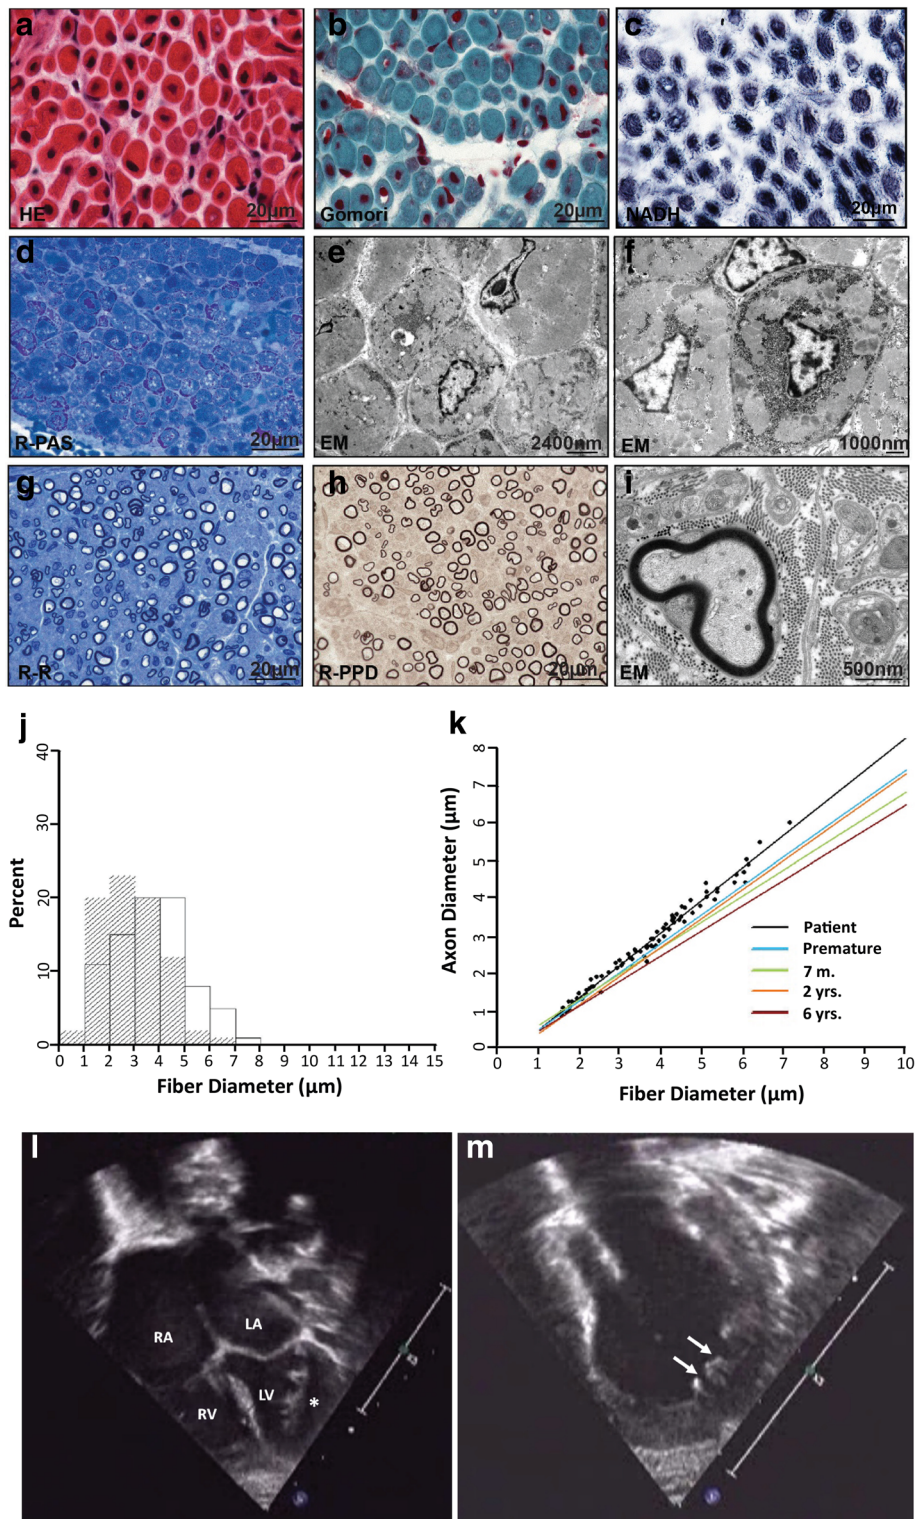 a
HE
20µm
b
Gomori
20µm
c
NADH
20µm
d
R-PAS
20µm
e
EM
2400nm
f
EM
1000nm
g
R-R
20µm
h
R-PPD
20µm
i
EM
500nm
j
Percent
40
30
20
10
0
0 1 2 3 4 5 6 7 8 9 10 11 12 13 14 15
Fiber Diameter (µm)
k
Axon Diameter (µm)
8
7
6
5
4
3
2
1
0
0 1 2 3 4 5 6 7 8 9 10
Fiber Diameter (µm)
Patient
Premature
7 m.
2 yrs.
6 yrs.
l
RA
LA
RV
LV
*
m